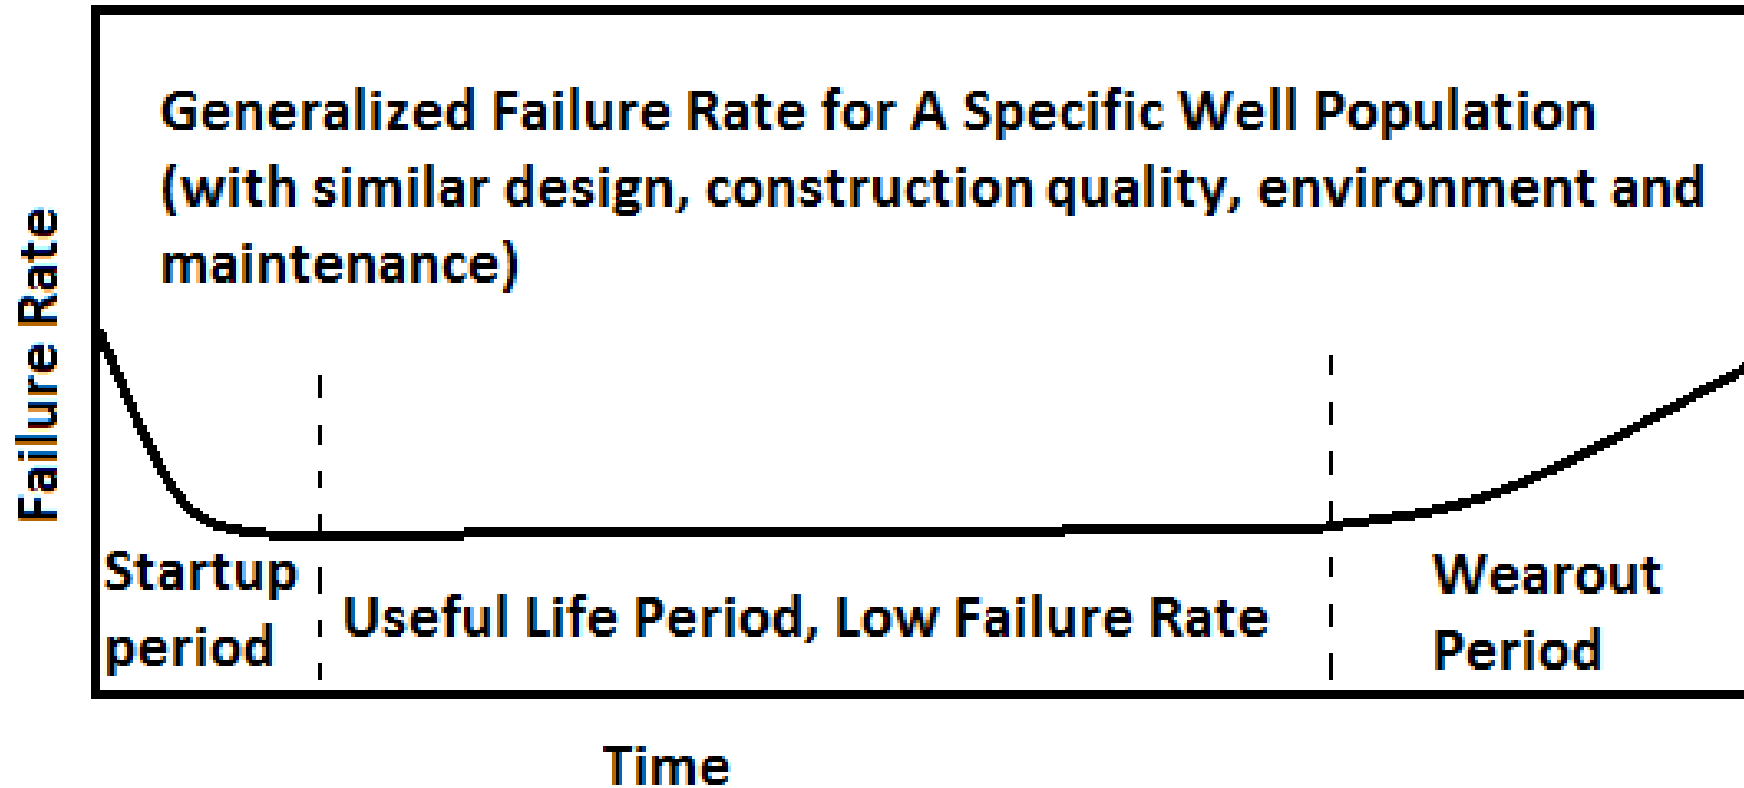 Generalized Failure Rate for A Specific Well Population
(with similar design, construction quality, environment and
maintenance)
Failure Rate
Startup
period
Useful Life Period, Low Failure Rate
Wearout
Period
Time